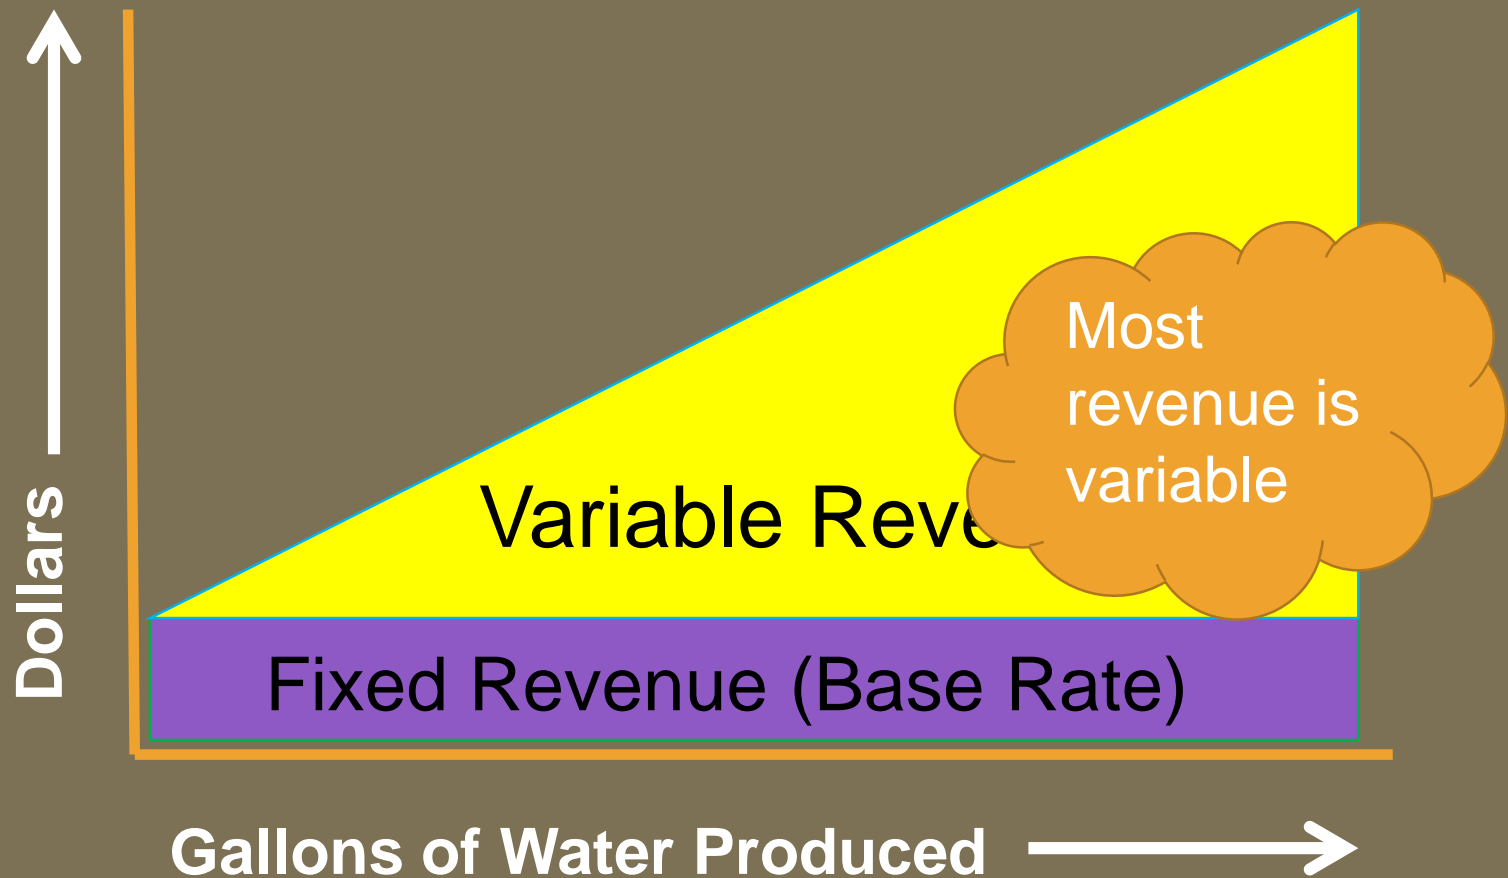 Most
revenue is
variable
Variable Reve
Fixed Revenue (Base Rate)
Dollars
Gallons of Water Produced